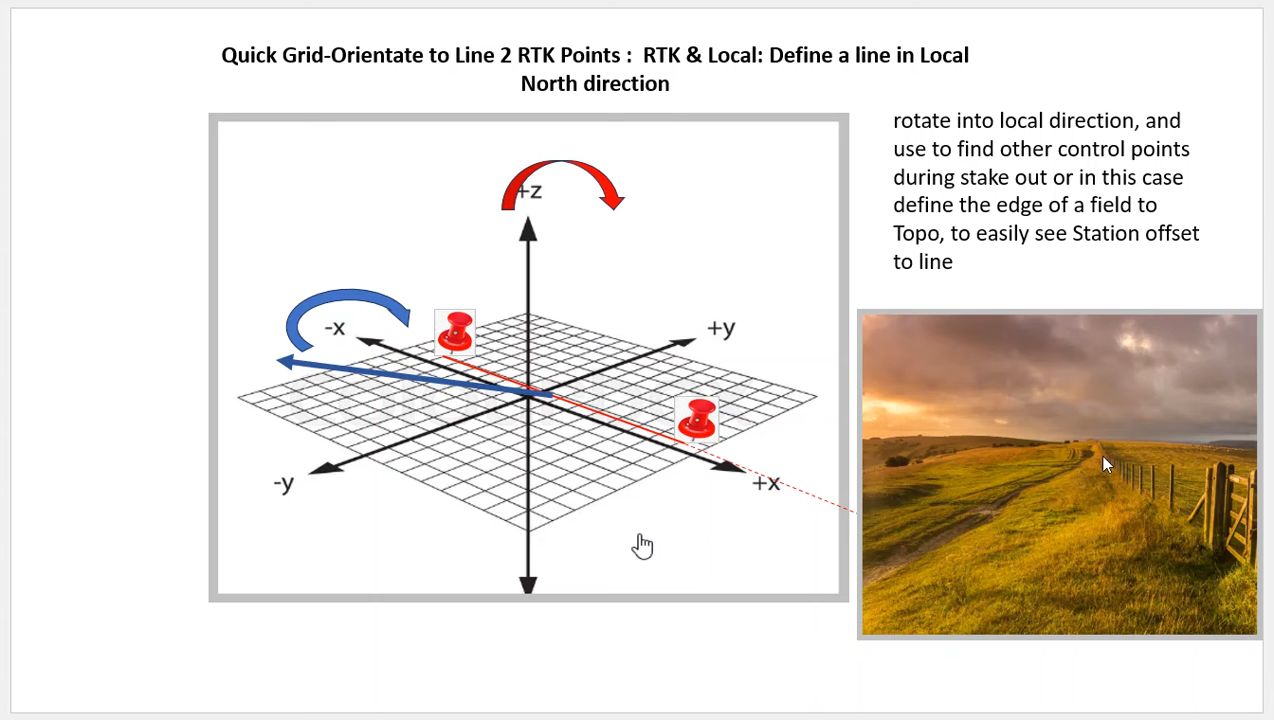 Quick Grid-Orientate to Line 2 RTK Points :  RTK & Local: Define a line in Local
North direction
rotate into local direction, and
use to find other control points
during stake out or in this case
define the edge of a field to
Topo, to easily see Station offset
to line
+z
-x
+y
-y
+x